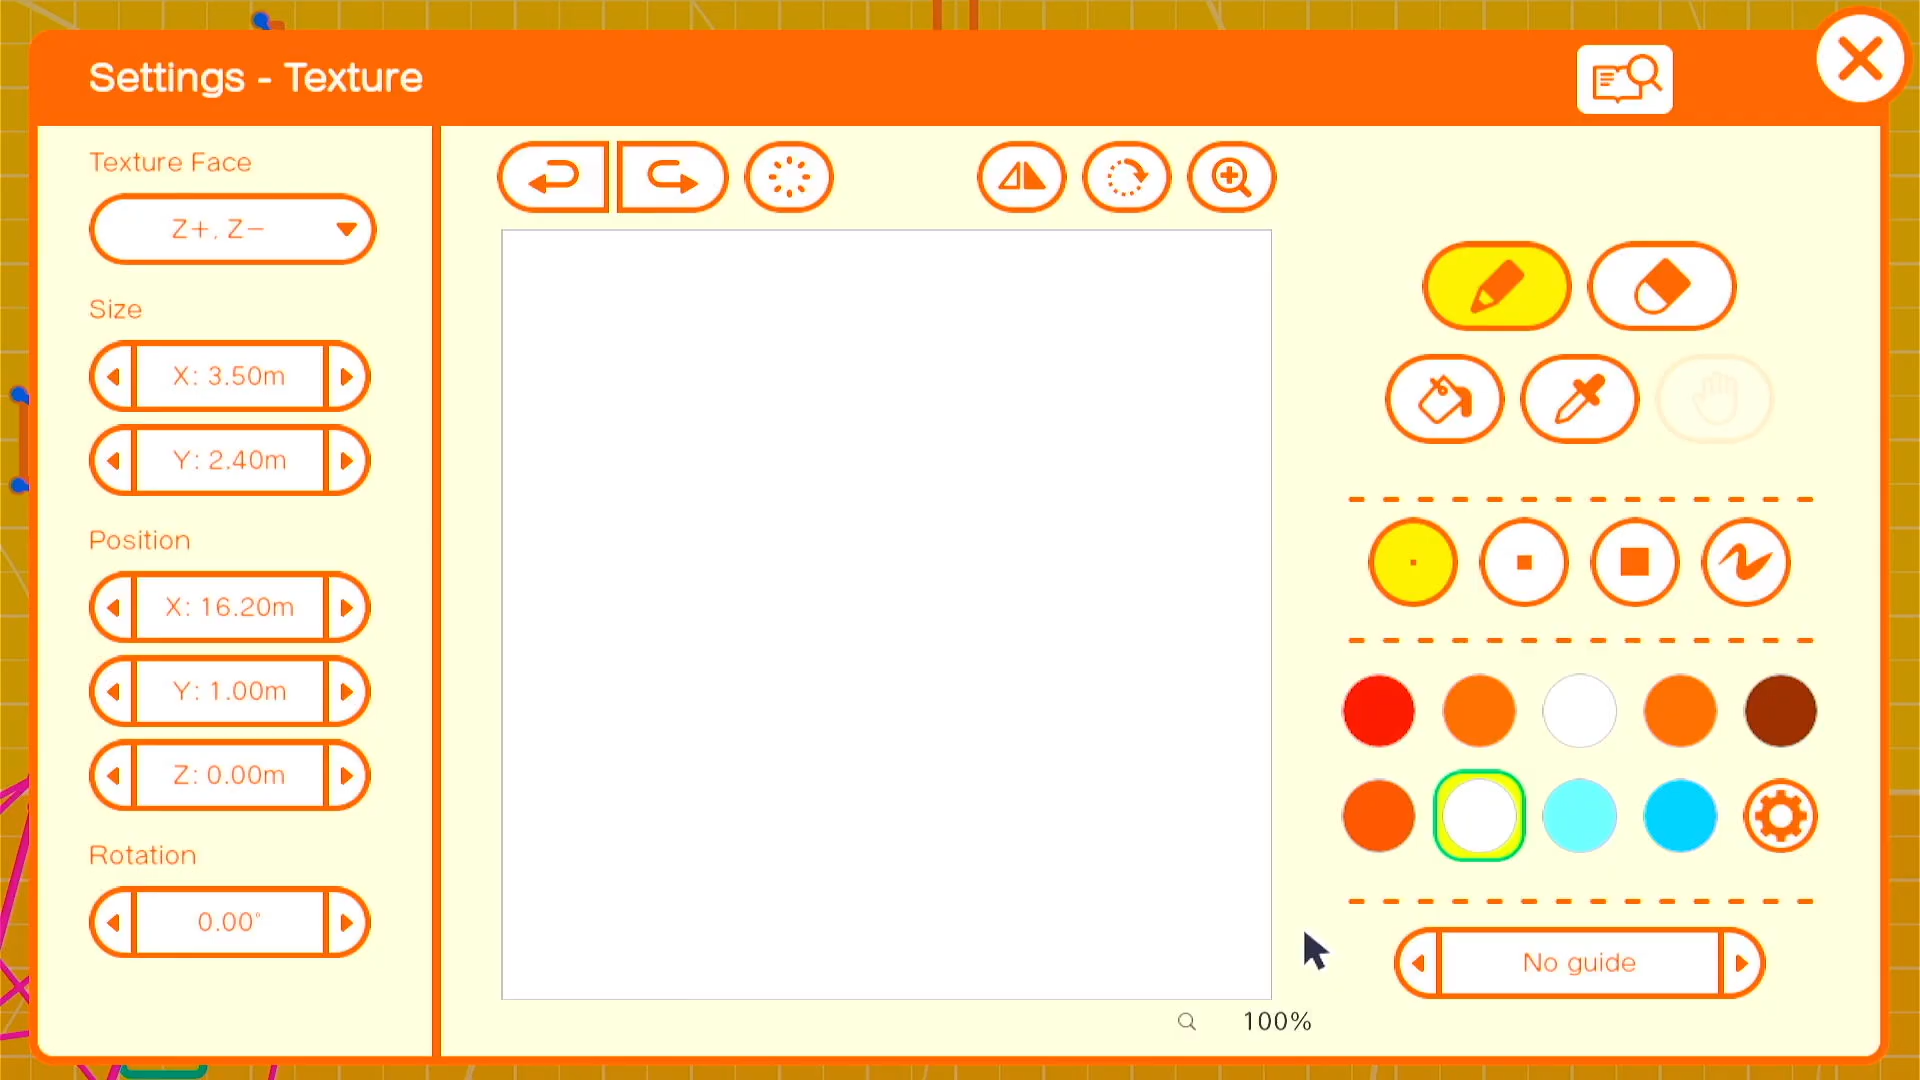 Settings - Texture
Texture Face
Z+, Z−
Size
X: 3.50m
Y: 2.40m
Position
X: 16.20m
Y: 1.00m
Z: 0.00m
Rotation
0.00°
No guide
100%